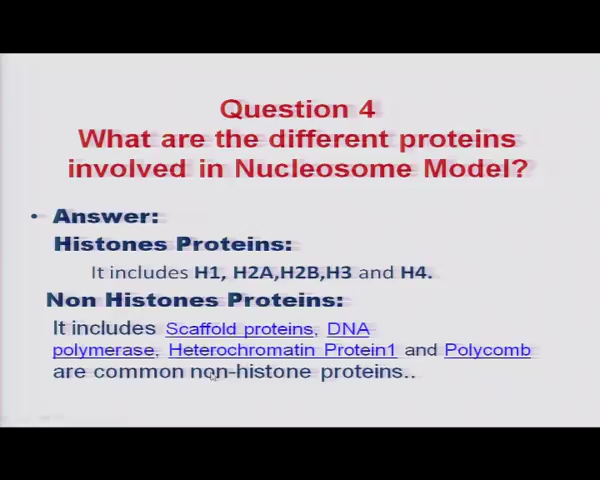 Question 4
What are the different proteins
involved in Nucleosome Model?
• Answer:
Histones Proteins:
It includes H1, H2A,H2B,H3 and H4.
Non Histones Proteins:
It includes Scaffold proteins, DNA
polymerase, Heterochromatin Protein1 and Polycomb
are common non-histone proteins..